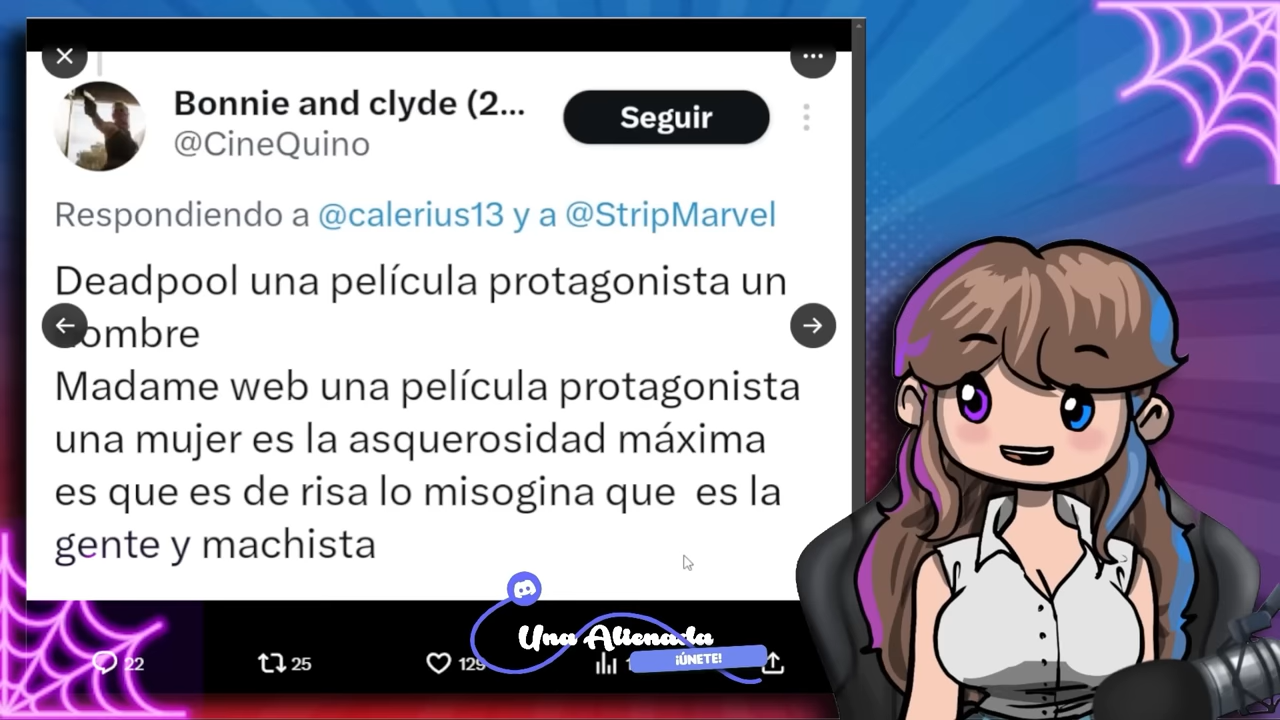 Bonnie and clyde (2...
Seguir
@CineQuino
Respondiendo a @calerius13 y a @StripMarvel
Deadpool una película protagonista un
ombre
Madame web una película protagonista
una mujer es la asquerosidad máxima
es que es de risa lo misogina que es la
gente y machista
22
25
Una Alienada
¡ÚNETE!